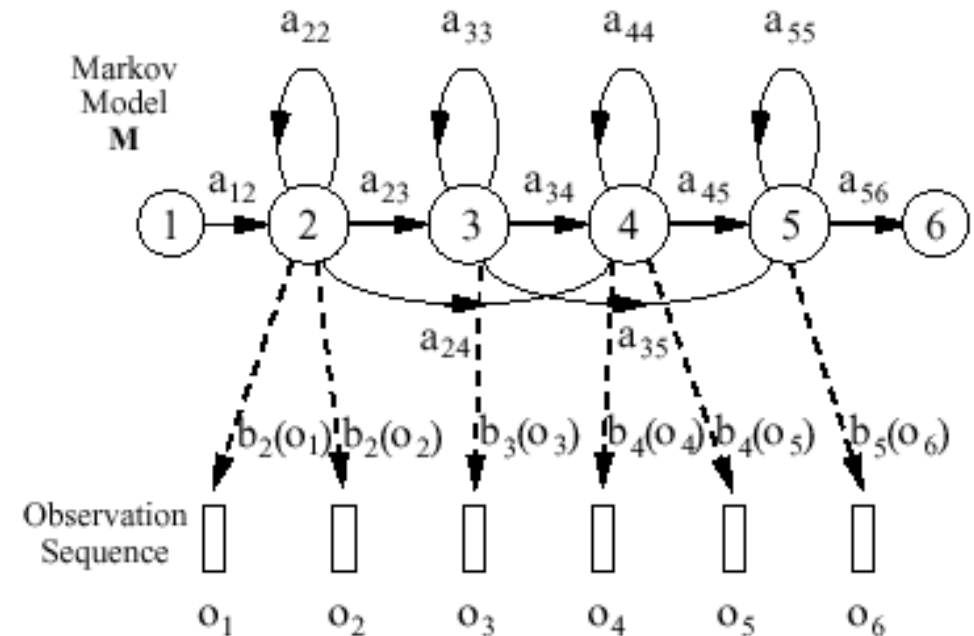 a₂₂ a₃₃ a₄₄ a₅₅
Markov
Model
M
a₁₂ a₂₃ a₃₄ a₄₅ a₅₆
1 2 3 4 5 6
a₂₄ a₃₅
b₂(o₁) b₂(o₂) b₃(o₃) b₄(o₄) b₄(o₅) b₅(o₆)
Observation
Sequence
o₁ o₂ o₃ o₄ o₅ o₆